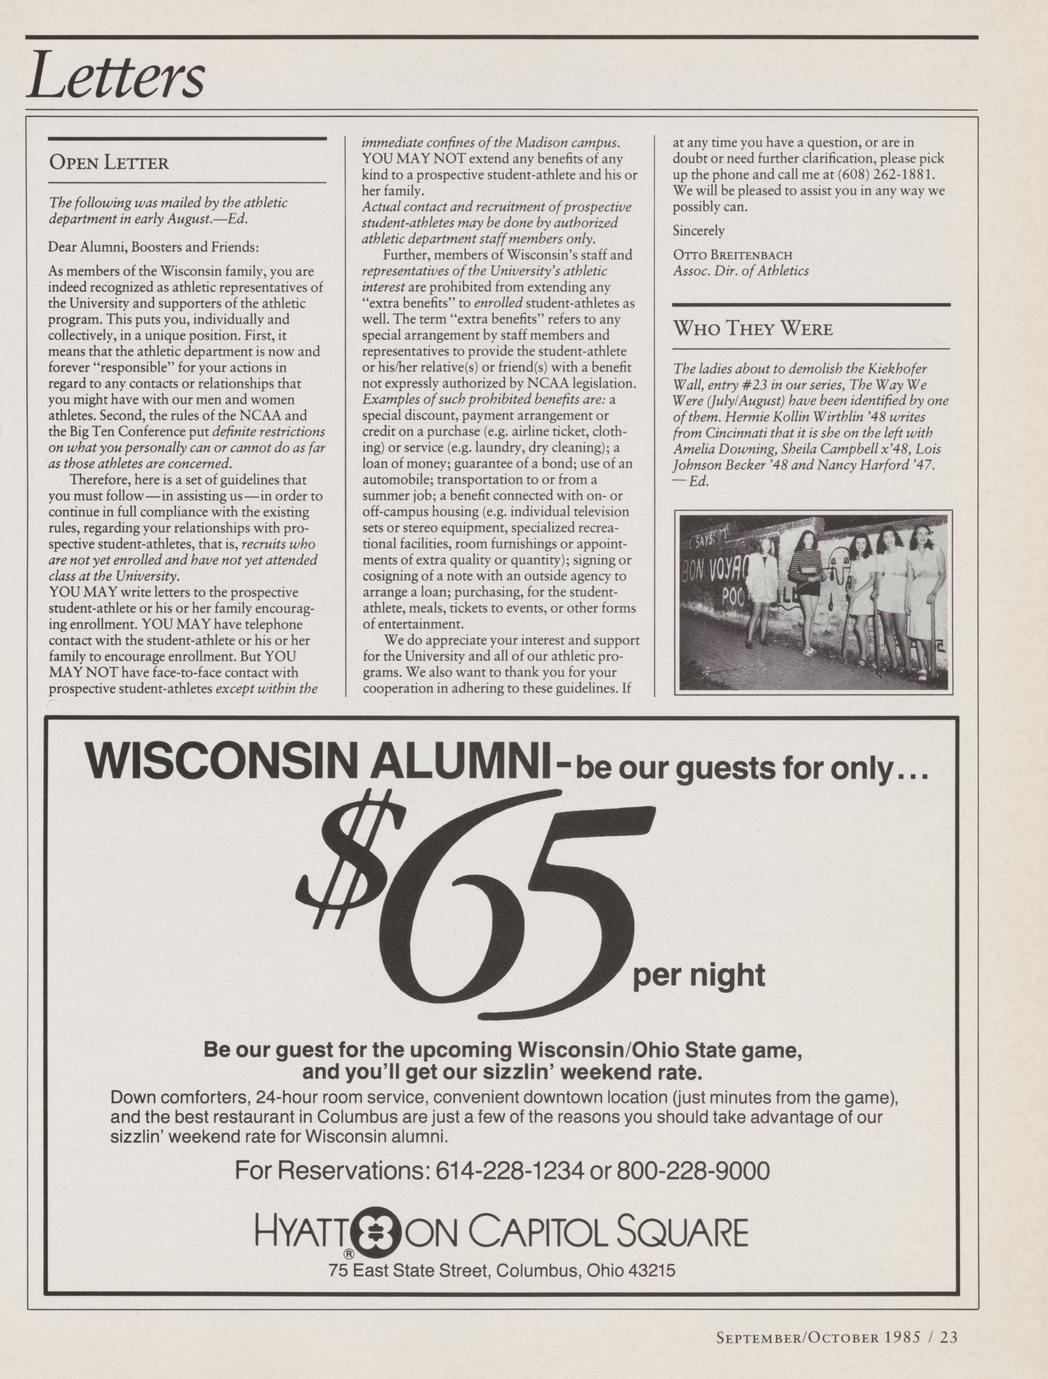 Letters
OPEN LETTER
The following was mailed by the athletic
department in early August.—Ed.
Dear Alumni, Boosters and Friends:
As members of the Wisconsin family, you are
indeed recognized as athletic representatives of
the University and supporters of the athletic
program. This puts you, individually and
collectively, in a unique position. First, it
means that the athletic department is now and
forever “responsible” for your actions in
regard to any contacts or relationships that
you might have with our men and women
athletes. Second, the rules of the NCAA and
the Big Ten Conference put definite restrictions
on what you personally can or cannot do as far
as those athletes are concerned.
Therefore, here is a set of guidelines that
you must follow—in assisting us—in order to
continue in full compliance with the existing
rules, regarding your relationships with pro-
spective student-athletes, that is, recruits who
are not yet enrolled and have not yet attended
class at the University.
YOU MAY write letters to the prospective
student-athlete or his or her family encourag-
ing enrollment. YOU MAY have telephone
contact with the student-athlete or his or her
family to encourage enrollment. But YOU
MAY NOT have face-to-face contact with
prospective student-athletes except within the
immediate confines of the Madison campus.
YOU MAY NOT extend any benefits of any
kind to a prospective student-athlete and his or
her family.
Actual contact and recruitment of prospective
student-athletes may be done by authorized
athletic department staff members only.
Further, members of Wisconsin's staff and
representatives of the University's athletic
interest are prohibited from extending any
“extra benefits” to enrolled student-athletes as
well. The term “extra benefits” refers to any
special arrangement by staff members and
representatives to provide the student-athlete
or his/her relative(s) or friend(s) with a benefit
not expressly authorized by NCAA legislation.
Examples of such prohibited benefits are: a
special discount, payment arrangement or
credit on a purchase (e.g. airline ticket, cloth-
ing) or service (e.g. laundry, dry cleaning); a
loan of money; guarantee of a bond; use of an
automobile; transportation to or from a
summer job; a benefit connected with on- or
off-campus housing (e.g. individual television
sets or stereo equipment, specialized recrea-
tional facilities, room furnishings or appoint-
ments of extra quality or quantity); signing or
cosigning of a note with an outside agency to
arrange a loan; purchasing, for the student-
athlete, meals, tickets to events, or other forms
of entertainment.
We do appreciate your interest and support
for the University and all of our athletic pro-
grams. We also want to thank you for your
cooperation in adhering to these guidelines. If
at any time you have a question, or are in
doubt or need further clarification, please pick
up the phone and call me at (608) 262-1881.
We will be pleased to assist you in any way we
possibly can.
Sincerely
OTTO BREITENBACH
Assoc. Dir. of Athletics
WHO THEY WERE
The ladies about to demolish the Kiekhofer
Wall, entry #23 in our series, The Way We
Were (July/August) have been identified by one
of them. Hermie Kollin Wirthlin '48 writes
from Cincinnati that it is she on the left with
Amelia Downing, Sheila Campbell x'48, Lois
Johnson Becker '48 and Nancy Harford '47.
—Ed.
SAYS
BON VOYAG
POO
WISCONSIN ALUMNI-be our guests for only...
$65
per night
Be our guest for the upcoming Wisconsin/Ohio State game,
and you'll get our sizzlin' weekend rate.
Down comforters, 24-hour room service, convenient downtown location (just minutes from the game),
and the best restaurant in Columbus are just a few of the reasons you should take advantage of our
sizzlin' weekend rate for Wisconsin alumni.
For Reservations: 614-228-1234 or 800-228-9000
HYATT® ON CAPITOL SQUARE
75 East State Street, Columbus, Ohio 43215
SEPTEMBER/OCTOBER 1985 / 23